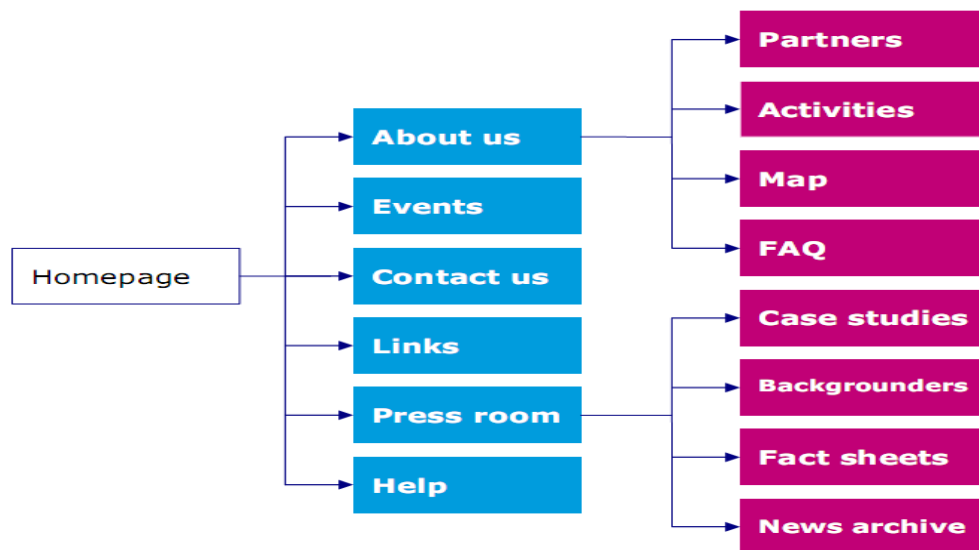 Homepage
About us
Events
Contact us
Links
Press room
Help
Partners
Activities
Map
FAQ
Case studies
Backgrounders
Fact sheets
News archive